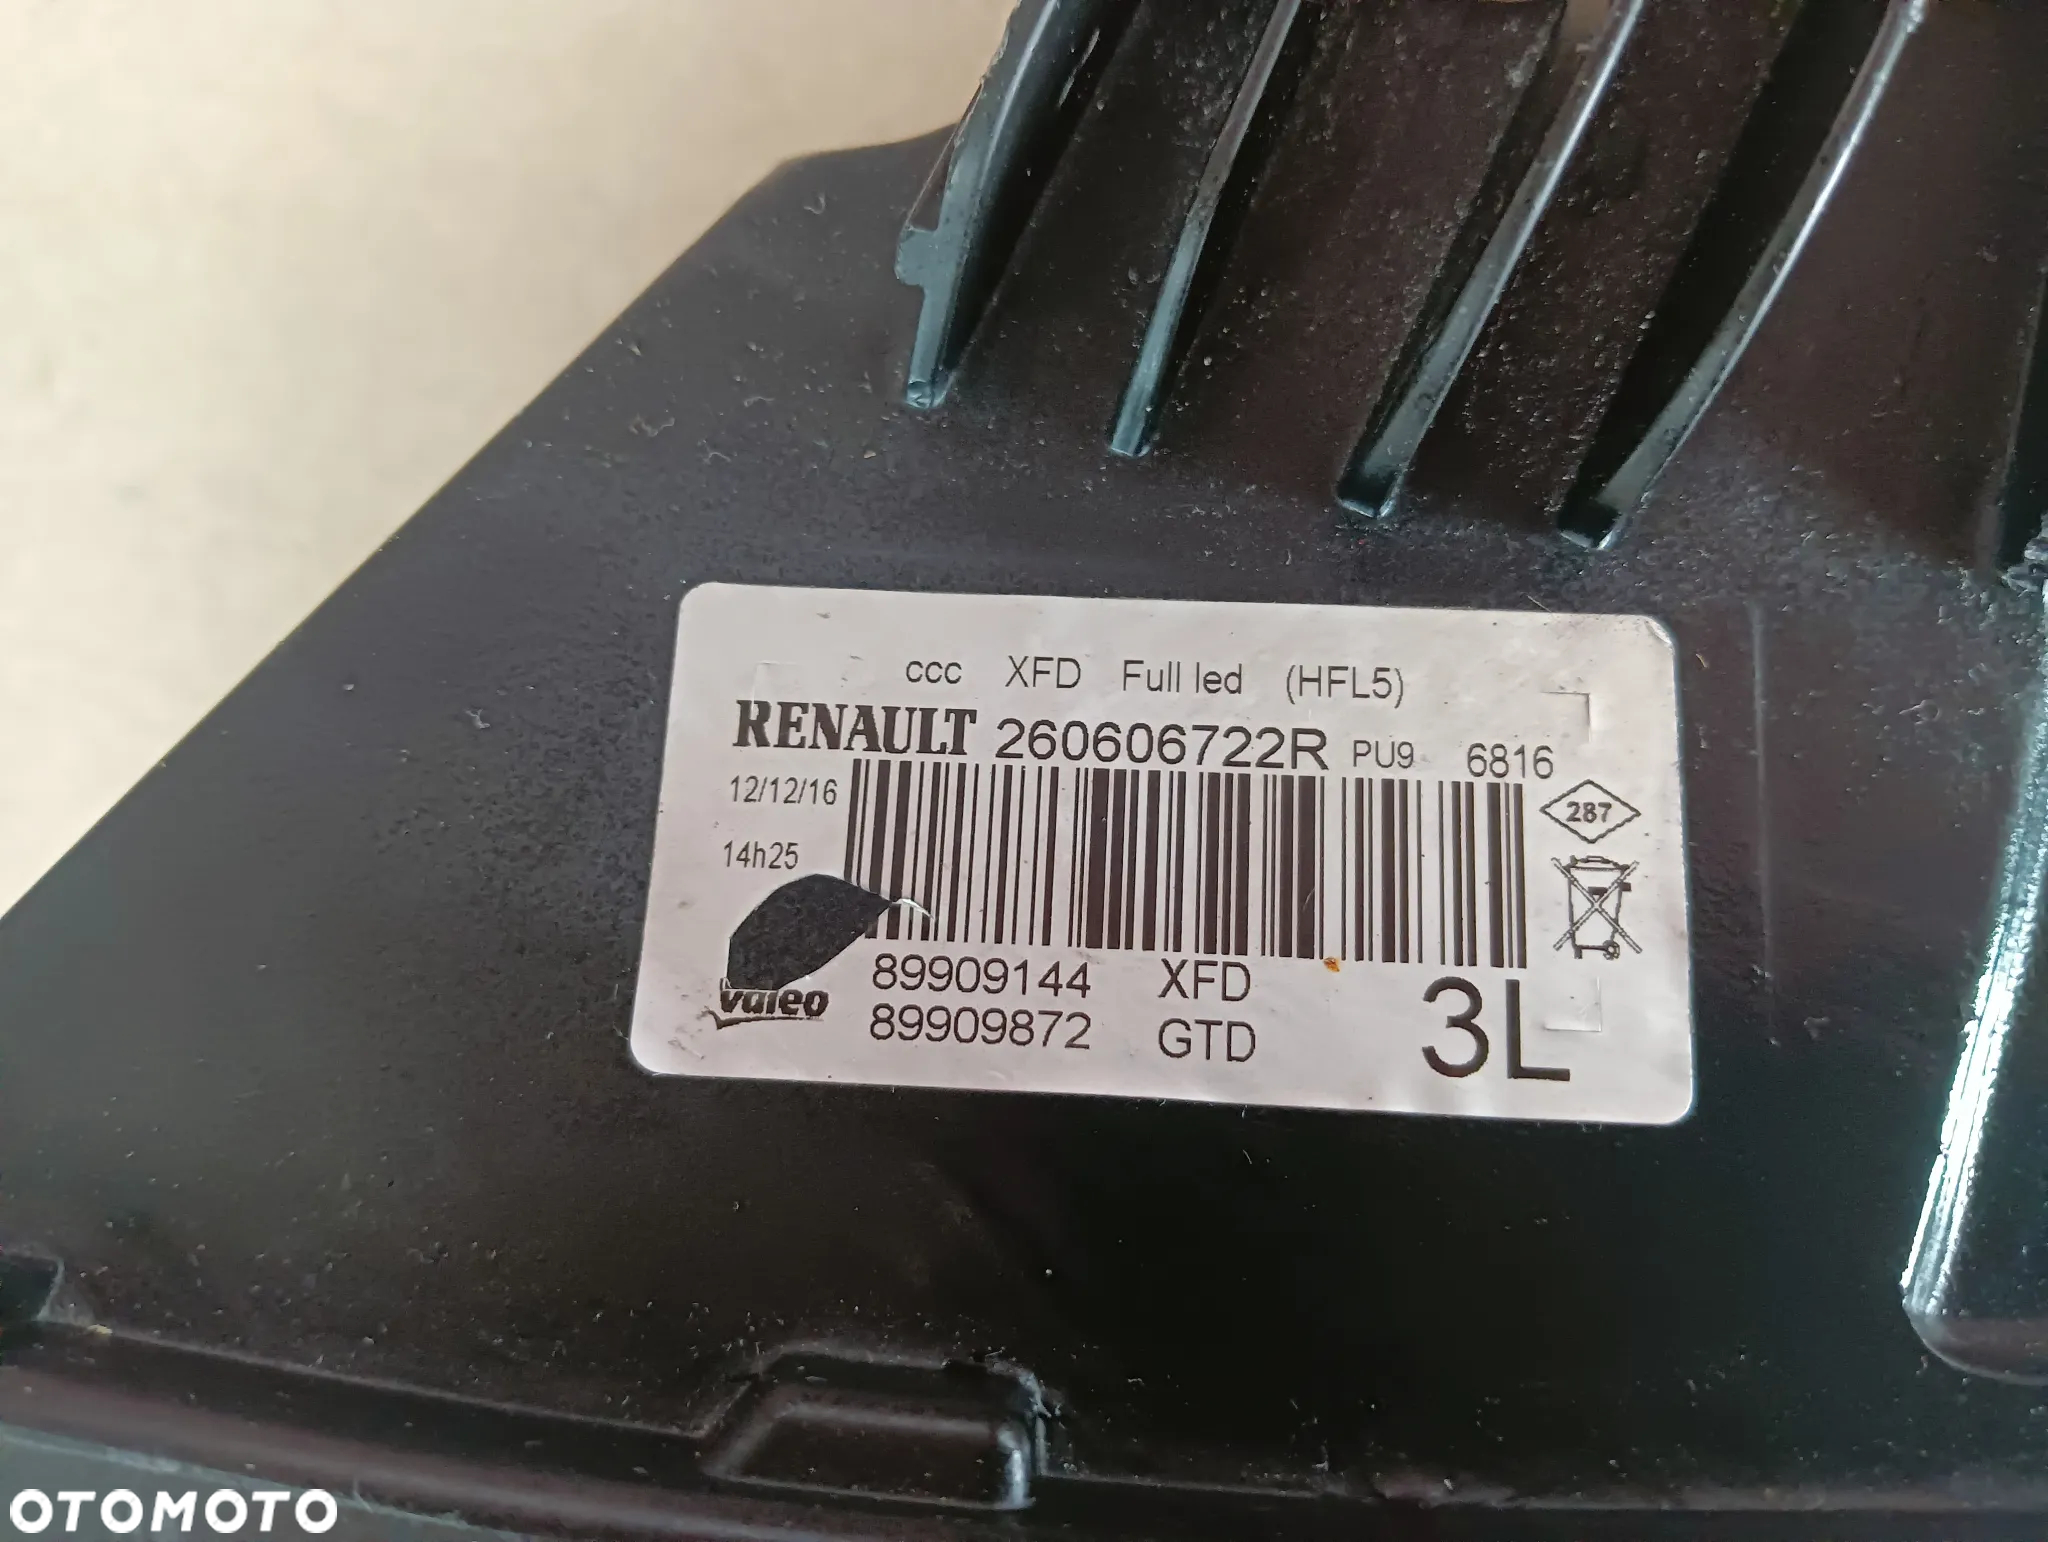 ccc XFD Full led (HFL5)
RENAULT 260606722R PU9 6816
12/12/16
287
14h25
valeo 89909144 XFD
89909872 GTD 3L
OTOMOTO